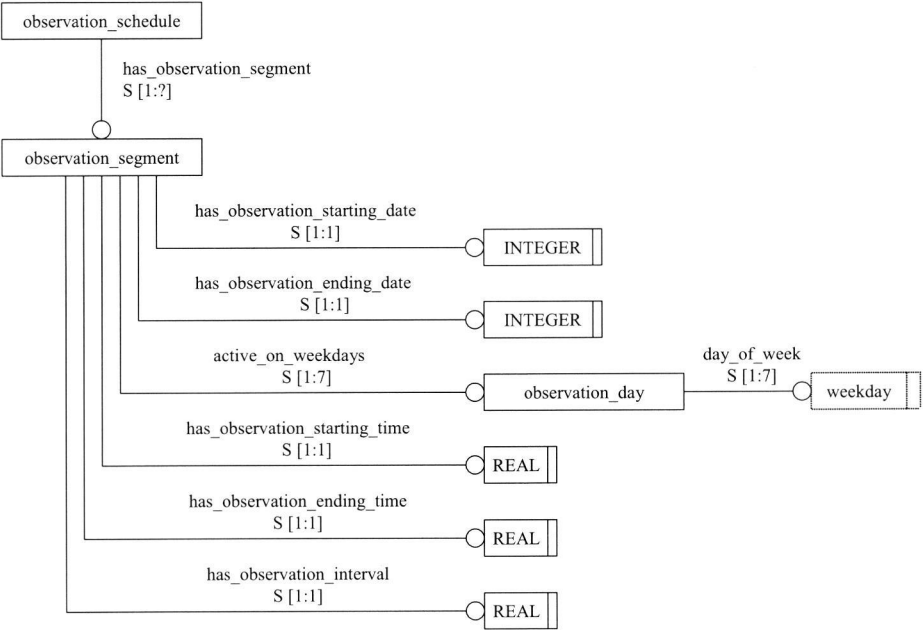 observation_schedule
has_observation_segment
S [1:?]
observation_segment
has_observation_starting_date
S [1:1]
INTEGER
has_observation_ending_date
S [1:1]
INTEGER
active_on_weekdays
S [1:7]
observation_day
day_of_week
S [1:7]
weekday
has_observation_starting_time
S [1:1]
REAL
has_observation_ending_time
S [1:1]
REAL
has_observation_interval
S [1:1]
REAL